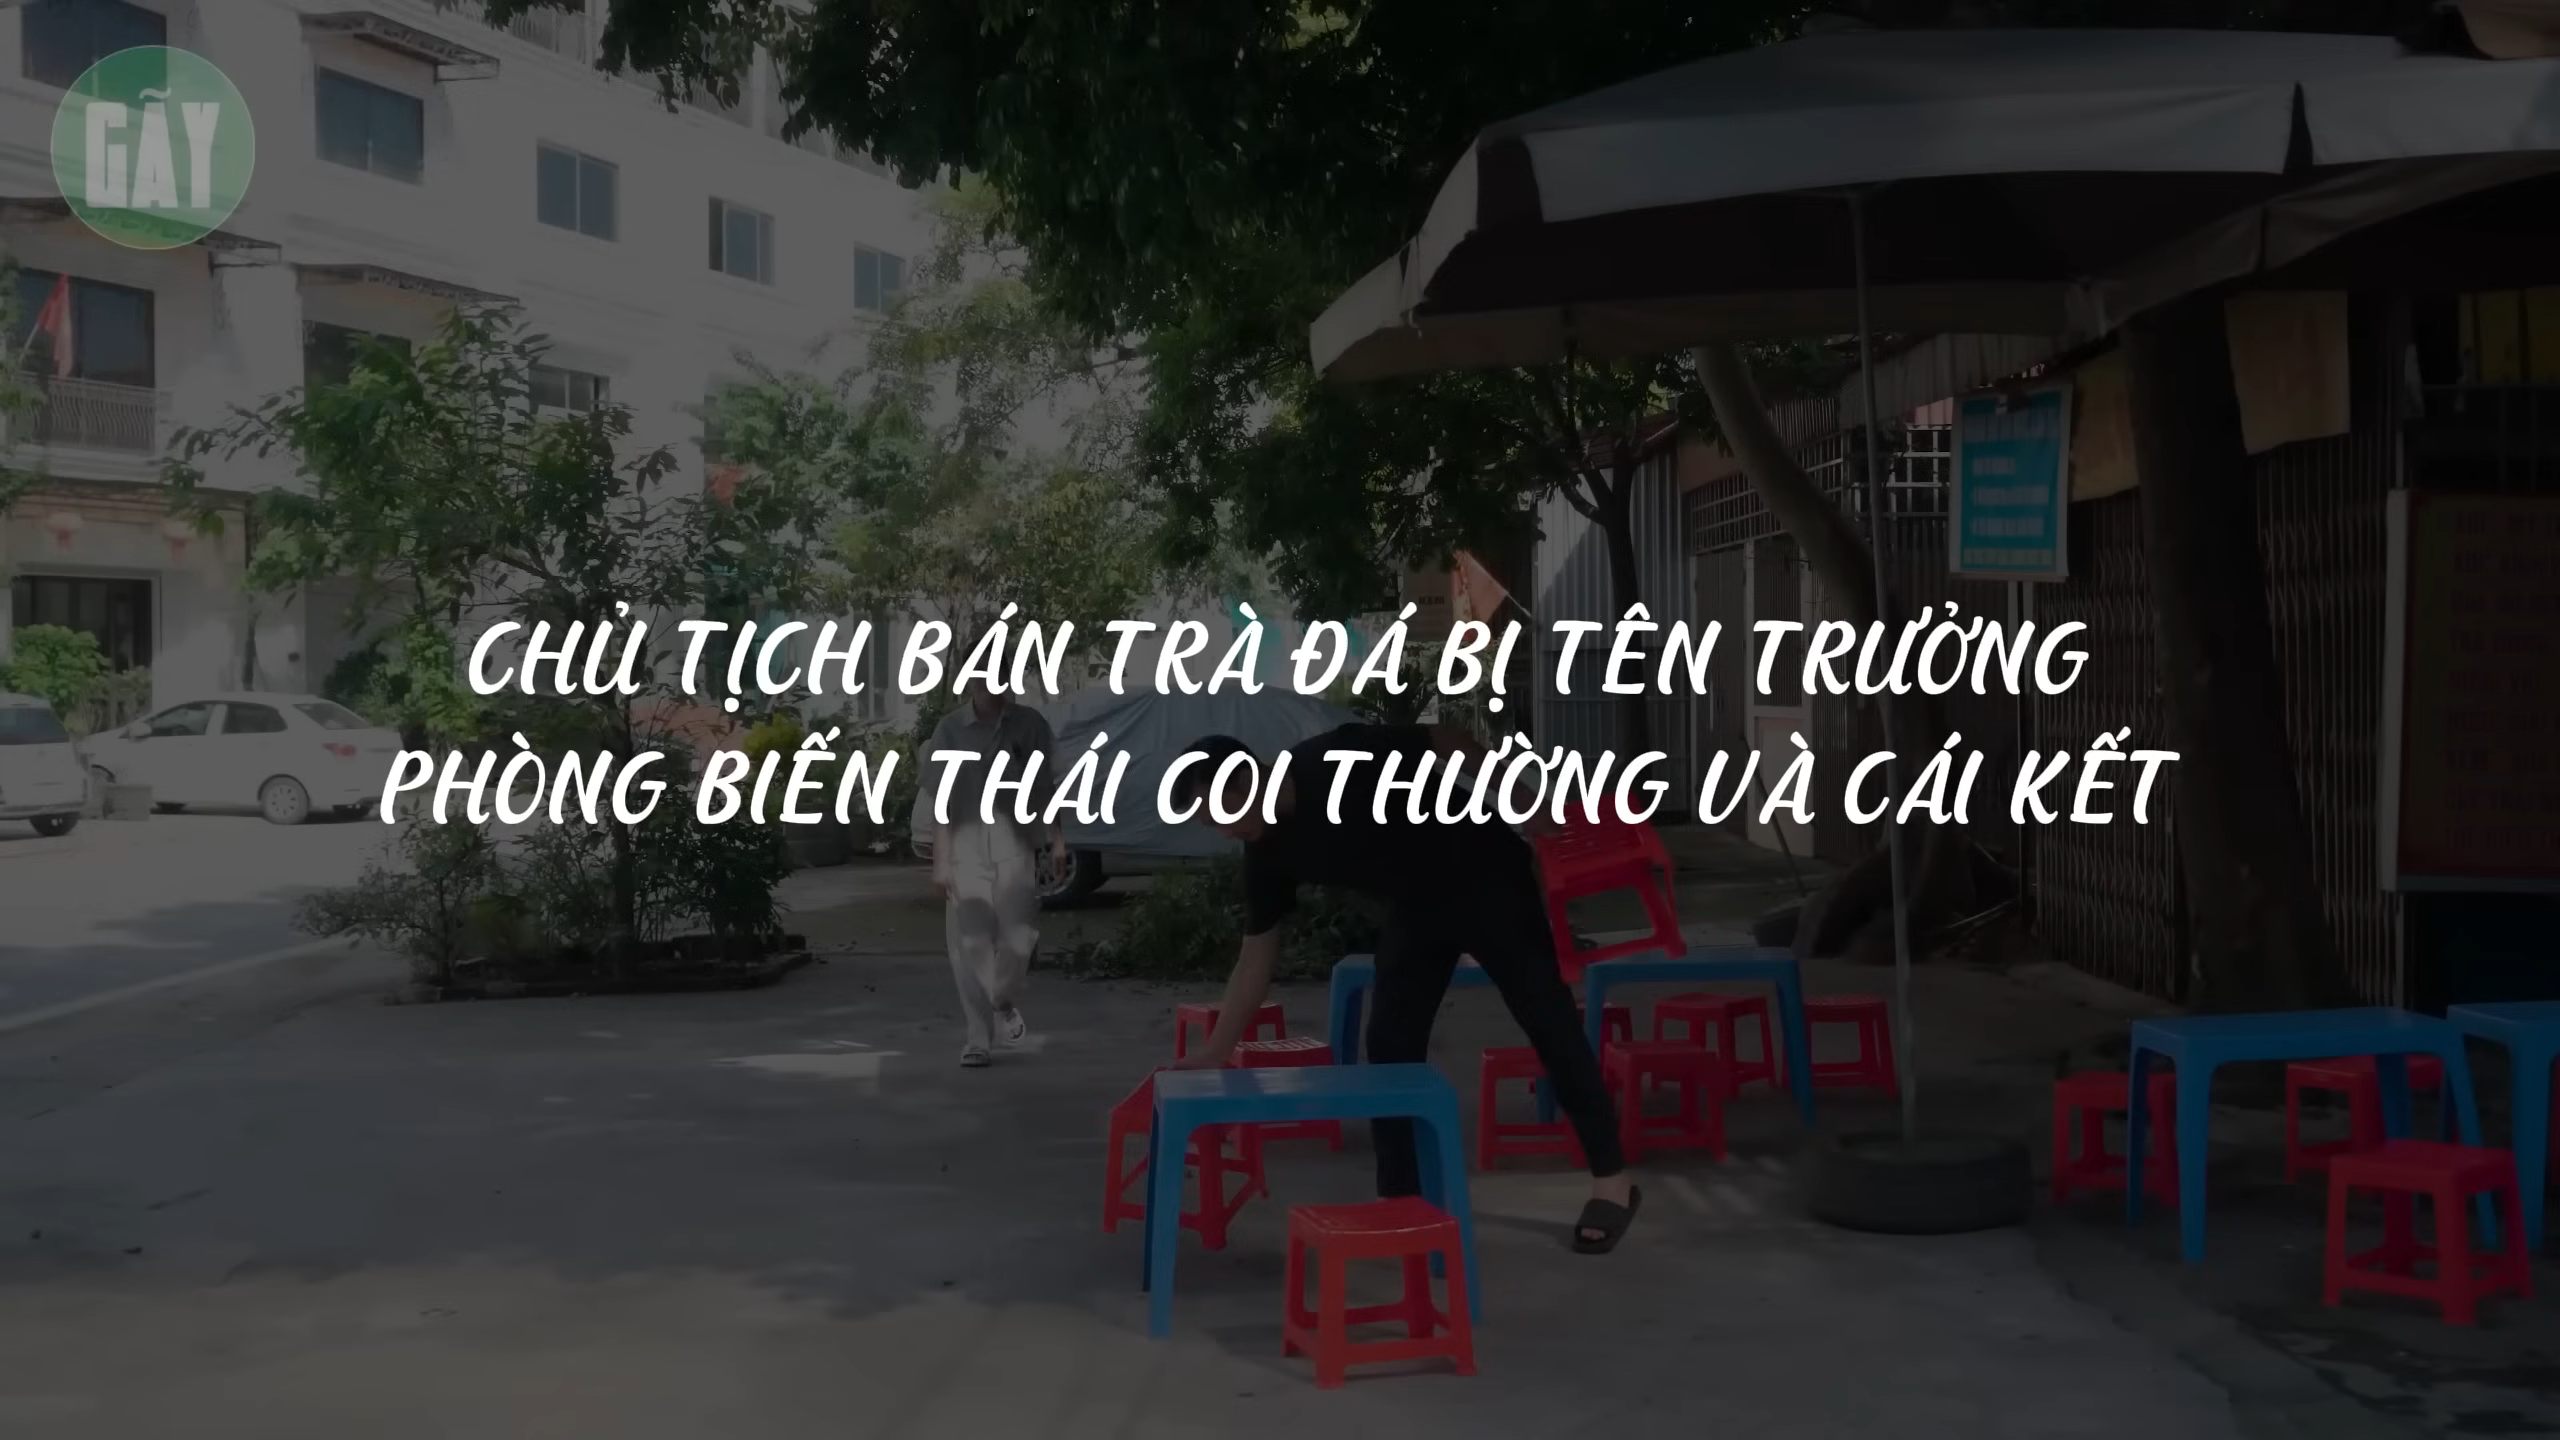 GÃY
CHỦ TỊCH BÁN TRÀ ĐÁ BỊ TÊN TRƯỞNG
PHÒNG BIẾN THÁI COI THƯỜNG VÀ CÁI KẾT